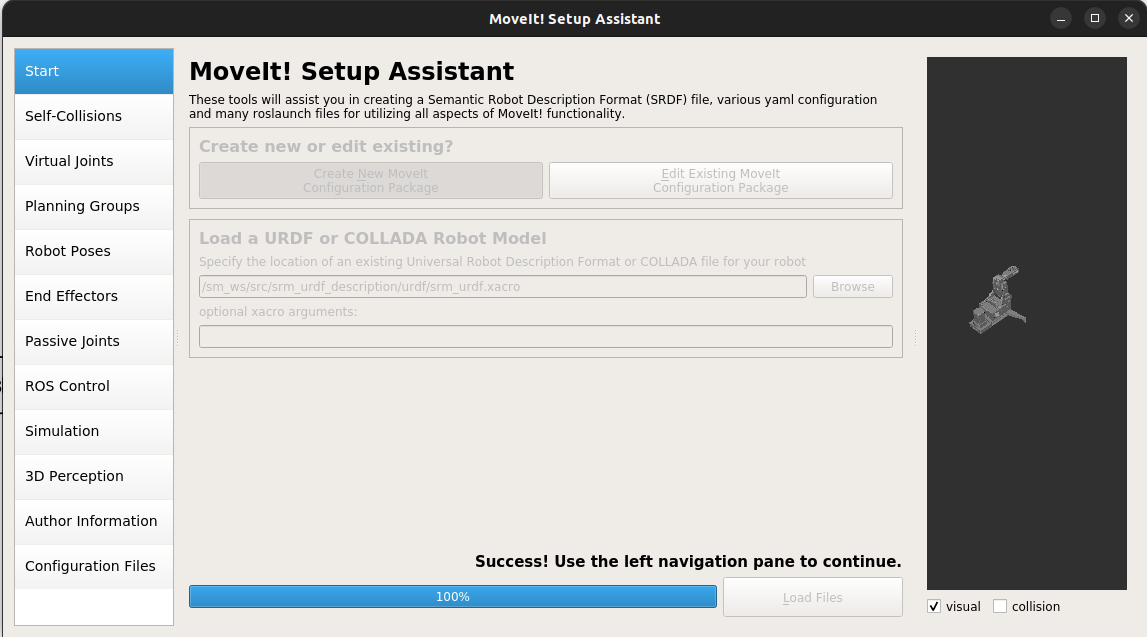 MoveIt! Setup Assistant
Start
Self-Collisions
Virtual Joints
Planning Groups
Robot Poses
End Effectors
Passive Joints
ROS Control
Simulation
3D Perception
Author Information
Configuration Files
MoveIt! Setup Assistant
These tools will assist you in creating a Semantic Robot Description Format (SRDF) file, various yaml configuration
and many roslaunch files for utilizing all aspects of MoveIt! functionality.
Create new or edit existing?
Create New MoveIt
Configuration Package
Edit Existing MoveIt
Configuration Package
Load a URDF or COLLADA Robot Model
Specify the location of an existing Universal Robot Description Format or COLLADA file for your robot
/sm_ws/src/srm_urdf_description/urdf/srm_urdf.xacro
Browse
optional xacro arguments:
Success! Use the left navigation pane to continue.
100%
Load Files
visual
collision